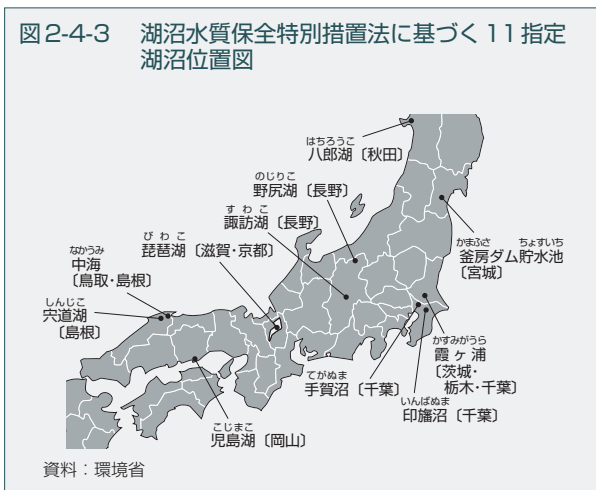 図2-4-3 湖沼水質保全特別措置法に基づく11指定
湖沼位置図
はちろうこ
八郎湖〔秋田〕
のじりこ
野尻湖〔長野〕
すわこ
諏訪湖〔長野〕
びわこ
琵琶湖〔滋賀・京都〕
なかうみ
中海
〔鳥取・島根〕
しんじこ
宍道湖
〔島根〕
かまふさ ちょすいち
釜房ダム貯水池
〔宮城〕
かすみがうら
霞ヶ浦
〔茨城・
栃木・千葉〕
てがぬま
手賀沼〔千葉〕
いんばぬま
印旛沼〔千葉〕
こじまこ
児島湖〔岡山〕
資料：環境省